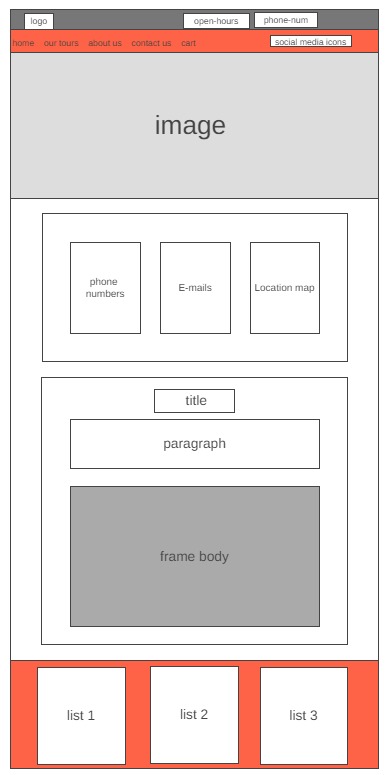 logo
open-hours
phone-num
home our tours about us contact us cart
social media icons
image
phone
numbers
E-mails
Location map
title
paragraph
frame body
list 1
list 2
list 3